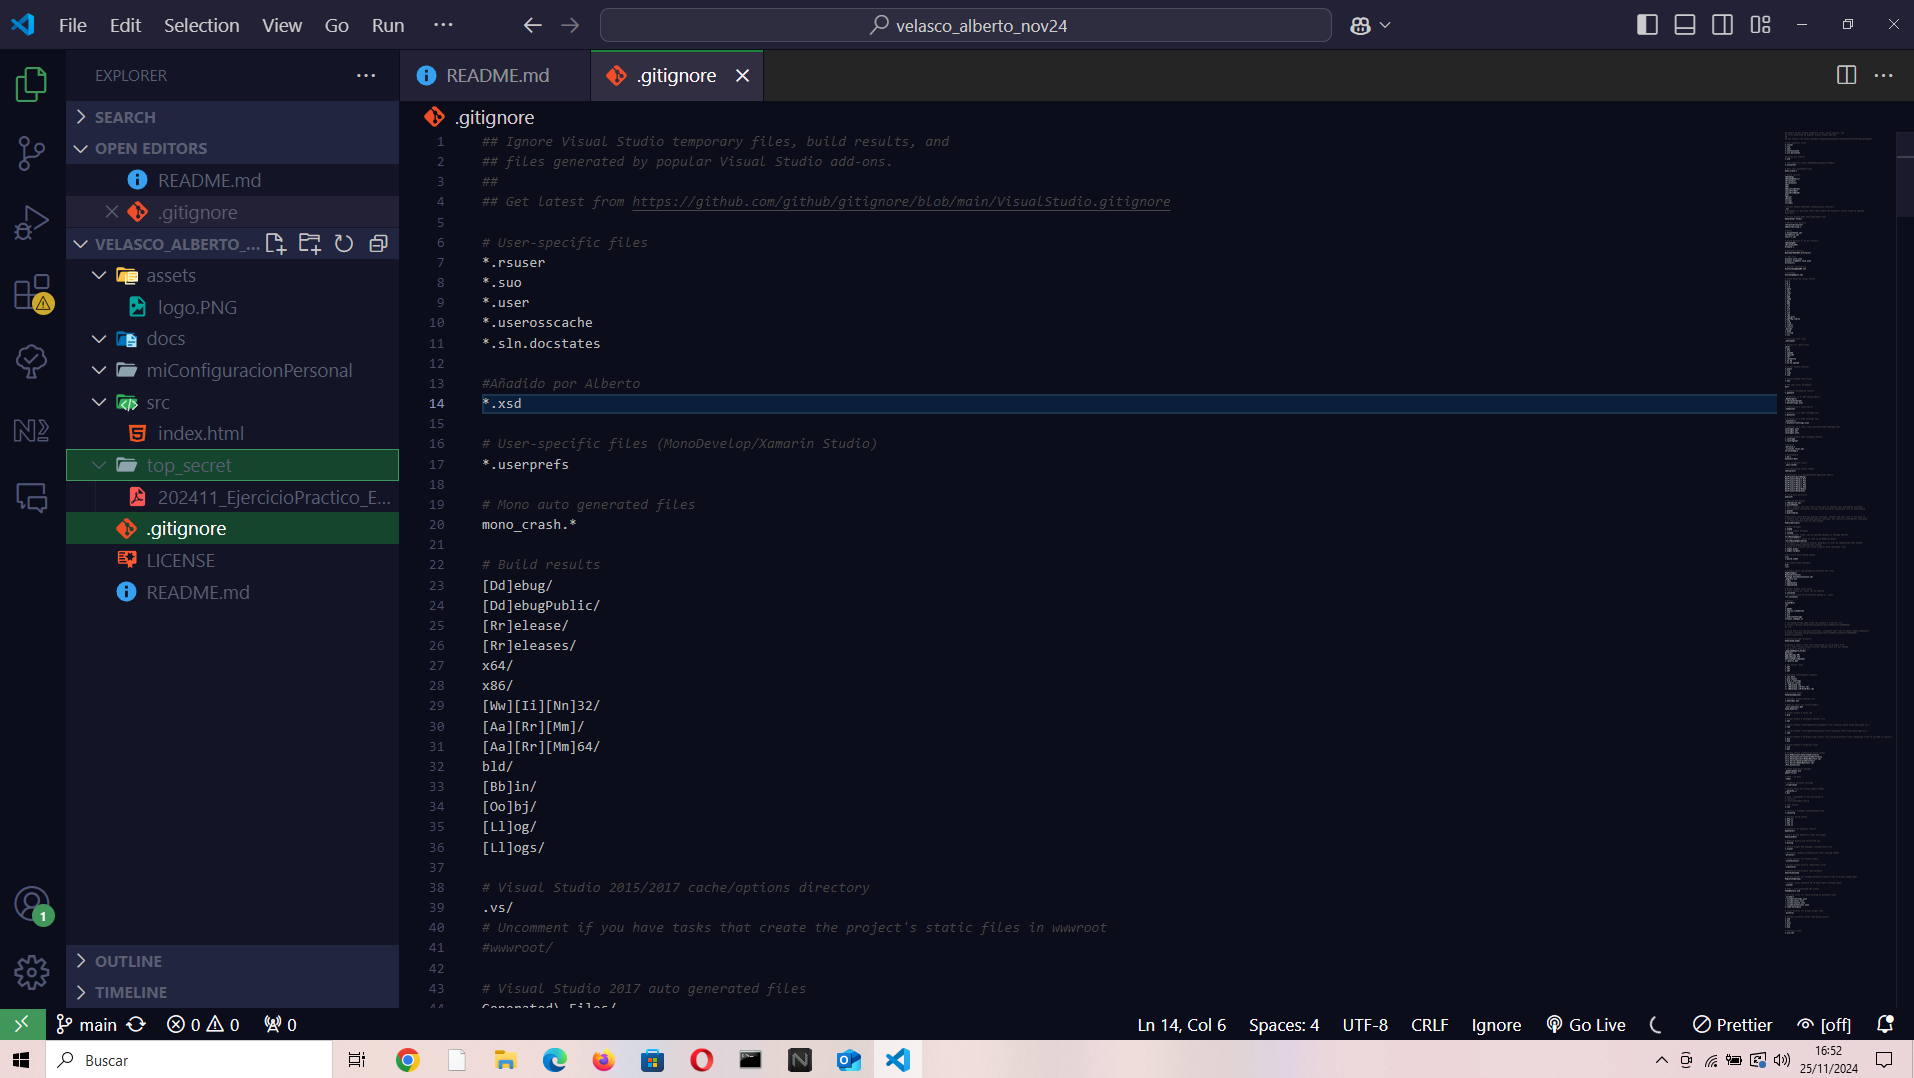 File Edit Selection View Go Run ···
velasco_alberto_nov24
EXPLORER
SEARCH
OPEN EDITORS
README.md
.gitignore
VELASCO_ALBERTO_...
assets
logo.PNG
docs
miConfiguracionPersonal
src
index.html
top_secret
202411_EjercicioPractico_E...
.gitignore
LICENSE
README.md
OUTLINE
TIMELINE
README.md
.gitignore
.gitignore
1 ## Ignore Visual Studio temporary files, build results, and
2 ## files generated by popular Visual Studio add-ons.
3 ##
4 ## Get latest from https://github.com/github/gitignore/blob/main/VisualStudio.gitignore
5
6 # User-specific files
7 *.rsuser
8 *.suo
9 *.user
10 *.userosscache
11 *.sln.docstates
12
13 #Añadido por Alberto
14 *.xsd
15
16 # User-specific files (MonoDevelop/Xamarin Studio)
17 *.userprefs
18
19 # Mono auto generated files
20 mono_crash.*
21
22 # Build results
23 [Dd]ebug/
24 [Dd]ebugPublic/
25 [Rr]elease/
26 [Rr]eleases/
27 x64/
28 x86/
29 [Ww][Ii][Nn]32/
30 [Aa][Rr][Mm]/
31 [Aa][Rr][Mm]64/
32 bld/
33 [Bb]in/
34 [Oo]bj/
35 [Ll]og/
36 [Ll]ogs/
37
38 # Visual Studio 2015/2017 cache/options directory
39 .vs/
40 # Uncomment if you have tasks that create the project's static files in wwwroot
41 #wwwroot/
42
43 # Visual Studio 2017 auto generated files
44 Generated\ Files/
1
main 0 0 0
Ln 14, Col 6 Spaces: 4 UTF-8 CRLF Ignore Go Live Prettier [off]
Buscar
16:52
25/11/2024